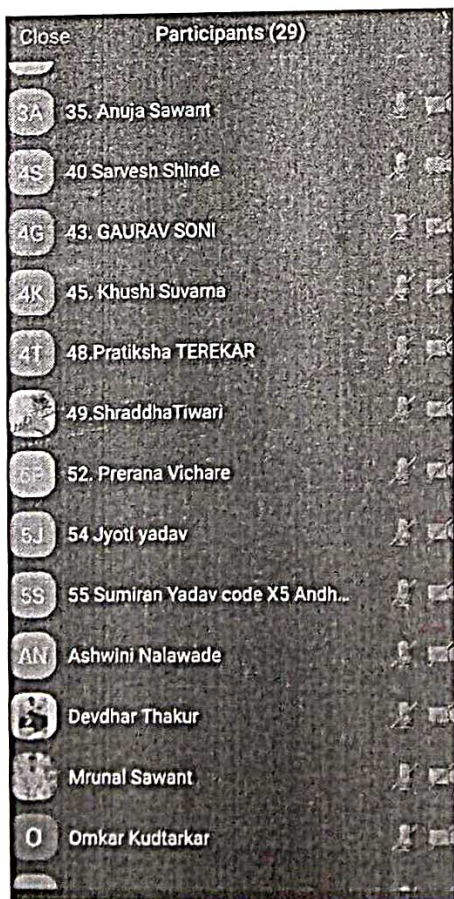 Close Participants (29)
3A 35. Anuja Sawant
4S 40 Sarvesh Shinde
4G 43. GAURAV SONI
4K 45. Khushi Suvarna
4T 48.Pratiksha TEREKAR
49.ShraddhaTiwari
52. Prerana Vichare
5J 54 Jyoti yadav
5S 55 Sumiran Yadav code X5 Andh...
AN Ashwini Nalawade
Devdhar Thakur
Mrunal Sawant
O Omkar Kudtarkar